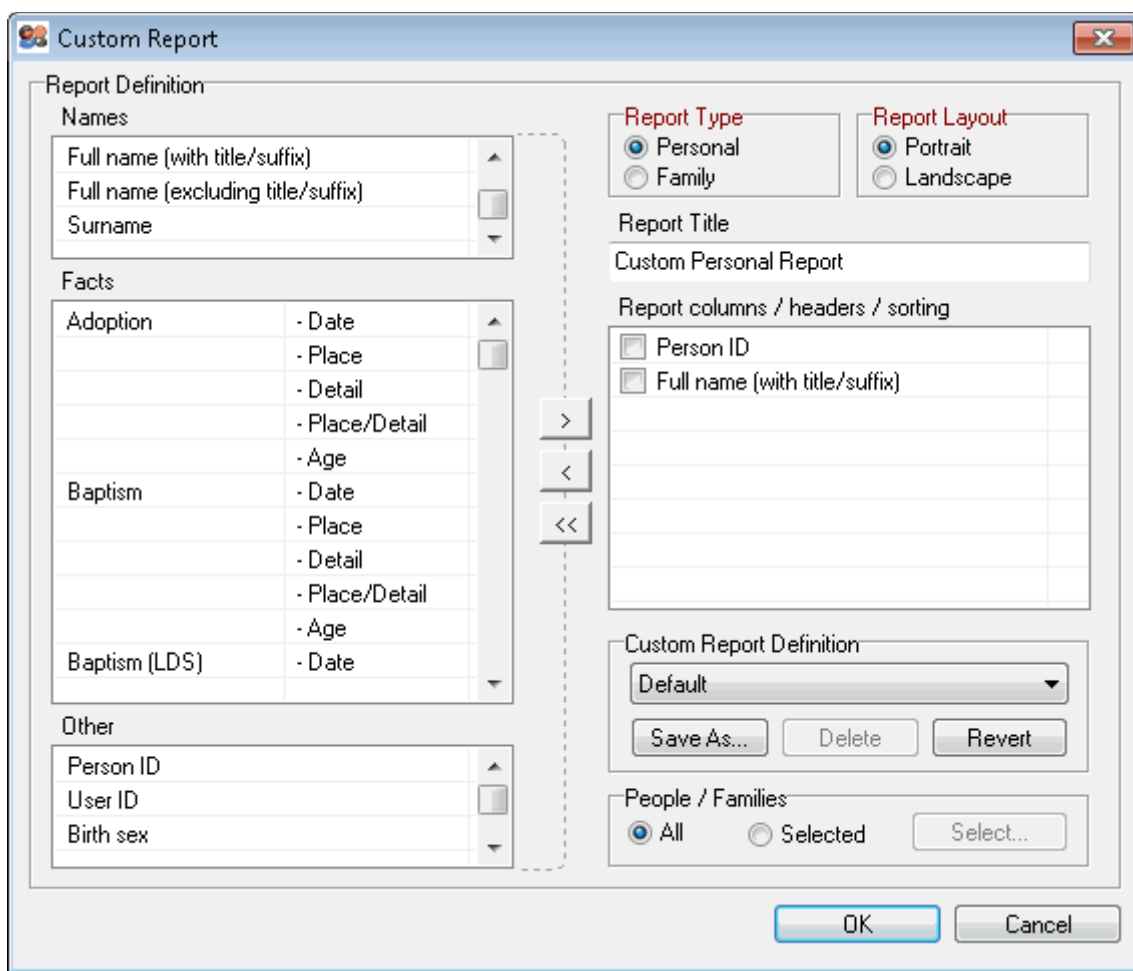 Custom Report
Report Definition
Names
Full name (with title/suffix)
Full name (excluding title/suffix)
Surname
Facts
Adoption - Date
- Place
- Detail
- Place/Detail
- Age
Baptism - Date
- Place
- Detail
- Place/Detail
- Age
Baptism (LDS) - Date
Other
Person ID
User ID
Birth sex
>
<
<<
Report Type
Personal
Family
Report Layout
Portrait
Landscape
Report Title
Custom Personal Report
Report columns / headers / sorting
Person ID
Full name (with title/suffix)
Custom Report Definition
Default
Save As... Delete Revert
People / Families
All Selected Select...
OK Cancel